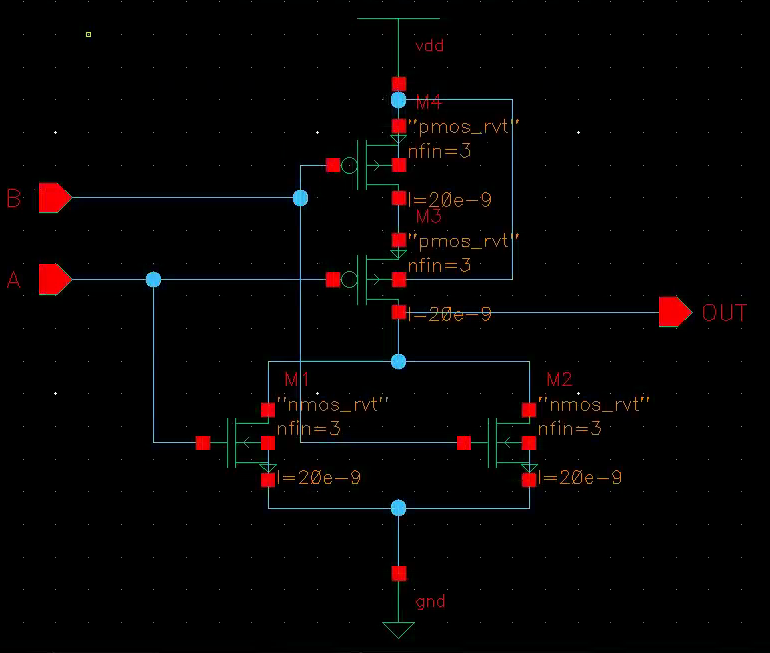 vdd
M4
"pmos_rvt"
nfin=3
B
l=20e-9
M3
"pmos_rvt"
nfin=3
A
l=20e-9
OUT
M1
M2
"nmos_rvt"
"nmos_rvt"
nfin=3
nfin=3
l=20e-9
l=20e-9
gnd